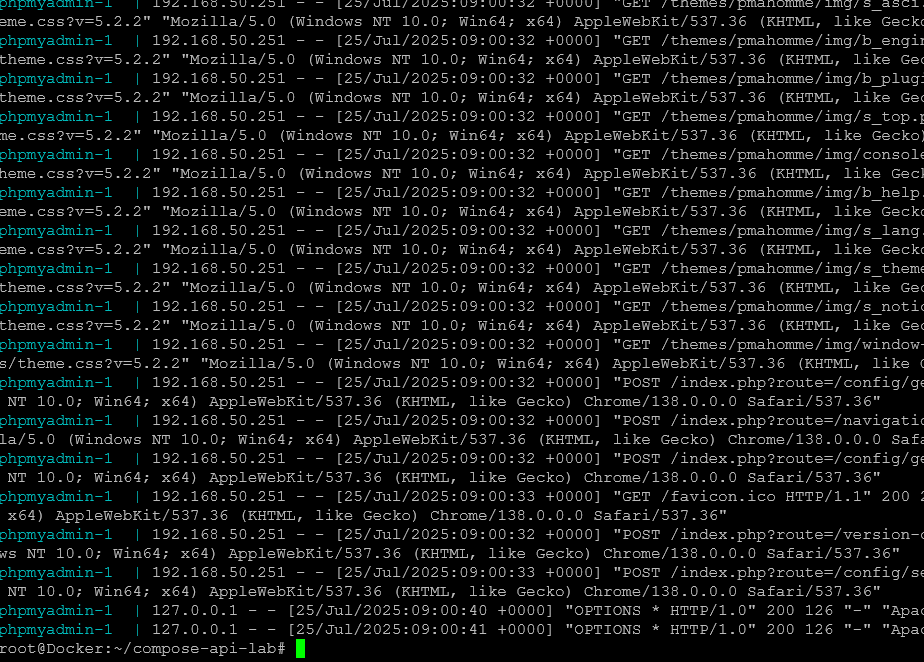 phpmyadmin-1  | 192.168.50.251 - - [25/Jul/2025:09:00:32 +0000] "GET /themes/pmahomme/img/s_asci
eme.css?v=5.2.2" "Mozilla/5.0 (Windows NT 10.0; Win64; x64) AppleWebKit/537.36 (KHTML, like Gecko
phpmyadmin-1  | 192.168.50.251 - - [25/Jul/2025:09:00:32 +0000] "GET /themes/pmahomme/img/b_engin
theme.css?v=5.2.2" "Mozilla/5.0 (Windows NT 10.0; Win64; x64) AppleWebKit/537.36 (KHTML, like Gec
phpmyadmin-1  | 192.168.50.251 - - [25/Jul/2025:09:00:32 +0000] "GET /themes/pmahomme/img/b_plug
theme.css?v=5.2.2" "Mozilla/5.0 (Windows NT 10.0; Win64; x64) AppleWebKit/537.36 (KHTML, like Gec
phpmyadmin-1  | 192.168.50.251 - - [25/Jul/2025:09:00:32 +0000] "GET /themes/pmahomme/img/s_top.p
me.css?v=5.2.2" "Mozilla/5.0 (Windows NT 10.0; Win64; x64) AppleWebKit/537.36 (KHTML, like Gecko)
phpmyadmin-1  | 192.168.50.251 - - [25/Jul/2025:09:00:32 +0000] "GET /themes/pmahomme/img/console
heme.css?v=5.2.2" "Mozilla/5.0 (Windows NT 10.0; Win64; x64) AppleWebKit/537.36 (KHTML, like Geck
phpmyadmin-1  | 192.168.50.251 - - [25/Jul/2025:09:00:32 +0000] "GET /themes/pmahomme/img/b_help.
eme.css?v=5.2.2" "Mozilla/5.0 (Windows NT 10.0; Win64; x64) AppleWebKit/537.36 (KHTML, like Gecko
phpmyadmin-1  | 192.168.50.251 - - [25/Jul/2025:09:00:32 +0000] "GET /themes/pmahomme/img/s_lang.
eme.css?v=5.2.2" "Mozilla/5.0 (Windows NT 10.0; Win64; x64) AppleWebKit/537.36 (KHTML, like Gecko
phpmyadmin-1  | 192.168.50.251 - - [25/Jul/2025:09:00:32 +0000] "GET /themes/pmahomme/img/s_theme
theme.css?v=5.2.2" "Mozilla/5.0 (Windows NT 10.0; Win64; x64) AppleWebKit/537.36 (KHTML, like Gec
phpmyadmin-1  | 192.168.50.251 - - [25/Jul/2025:09:00:32 +0000] "GET /themes/pmahomme/img/s_noti
theme.css?v=5.2.2" "Mozilla/5.0 (Windows NT 10.0; Win64; x64) AppleWebKit/537.36 (KHTML, like Gec
phpmyadmin-1  | 192.168.50.251 - - [25/Jul/2025:09:00:32 +0000] "GET /themes/pmahomme/img/window-
s/theme.css?v=5.2.2" "Mozilla/5.0 (Windows NT 10.0; Win64; x64) AppleWebKit/537.36 (KHTML, like G
phpmyadmin-1  | 192.168.50.251 - - [25/Jul/2025:09:00:32 +0000] "POST /index.php?route=/config/ge
 NT 10.0; Win64; x64) AppleWebKit/537.36 (KHTML, like Gecko) Chrome/138.0.0.0 Safari/537.36"
phpmyadmin-1  | 192.168.50.251 - - [25/Jul/2025:09:00:32 +0000] "POST /index.php?route=/navigatio
la/5.0 (Windows NT 10.0; Win64; x64) AppleWebKit/537.36 (KHTML, like Gecko) Chrome/138.0.0.0 Safa
phpmyadmin-1  | 192.168.50.251 - - [25/Jul/2025:09:00:32 +0000] "POST /index.php?route=/config/ge
 NT 10.0; Win64; x64) AppleWebKit/537.36 (KHTML, like Gecko) Chrome/138.0.0.0 Safari/537.36"
phpmyadmin-1  | 192.168.50.251 - - [25/Jul/2025:09:00:33 +0000] "GET /favicon.ico HTTP/1.1" 200 2
 x64) AppleWebKit/537.36 (KHTML, like Gecko) Chrome/138.0.0.0 Safari/537.36"
phpmyadmin-1  | 192.168.50.251 - - [25/Jul/2025:09:00:33 +0000] "POST /index.php?route=/version-c
ws NT 10.0; Win64; x64) AppleWebKit/537.36 (KHTML, like Gecko) Chrome/138.0.0.0 Safari/537.36"
phpmyadmin-1  | 192.168.50.251 - - [25/Jul/2025:09:00:33 +0000] "POST /index.php?route=/config/se
 NT 10.0; Win64; x64) AppleWebKit/537.36 (KHTML, like Gecko) Chrome/138.0.0.0 Safari/537.36"
phpmyadmin-1  | 127.0.0.1 - - [25/Jul/2025:09:00:40 +0000] "OPTIONS * HTTP/1.0" 200 126 "-" "Apac
phpmyadmin-1  | 127.0.0.1 - - [25/Jul/2025:09:00:41 +0000] "OPTIONS * HTTP/1.0" 200 126 "-" "Apac
root@Docker:~/compose-api-lab#